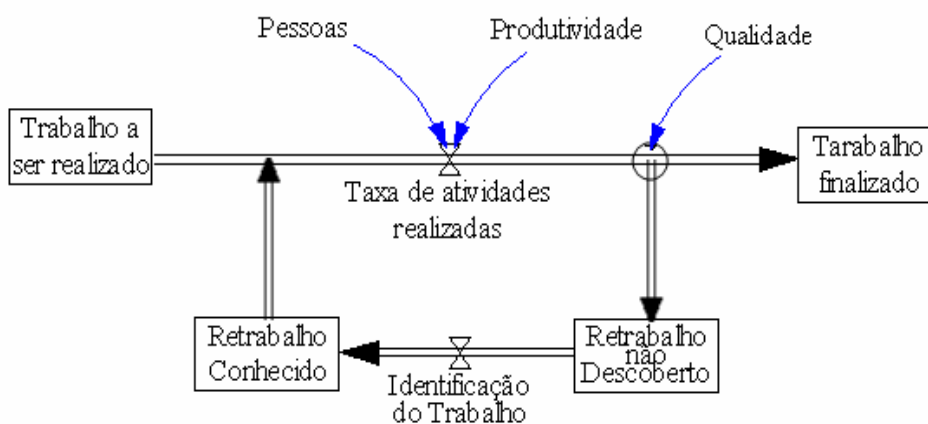 Pessoas
Produtividade
Qualidade
Trabalho a
ser realizado
Tarabalho
finalizado
Taxa de atividades
realizadas
Retrabalho
Conhecido
Retrabalho
não
Descoberto
Identificação
do Trabalho